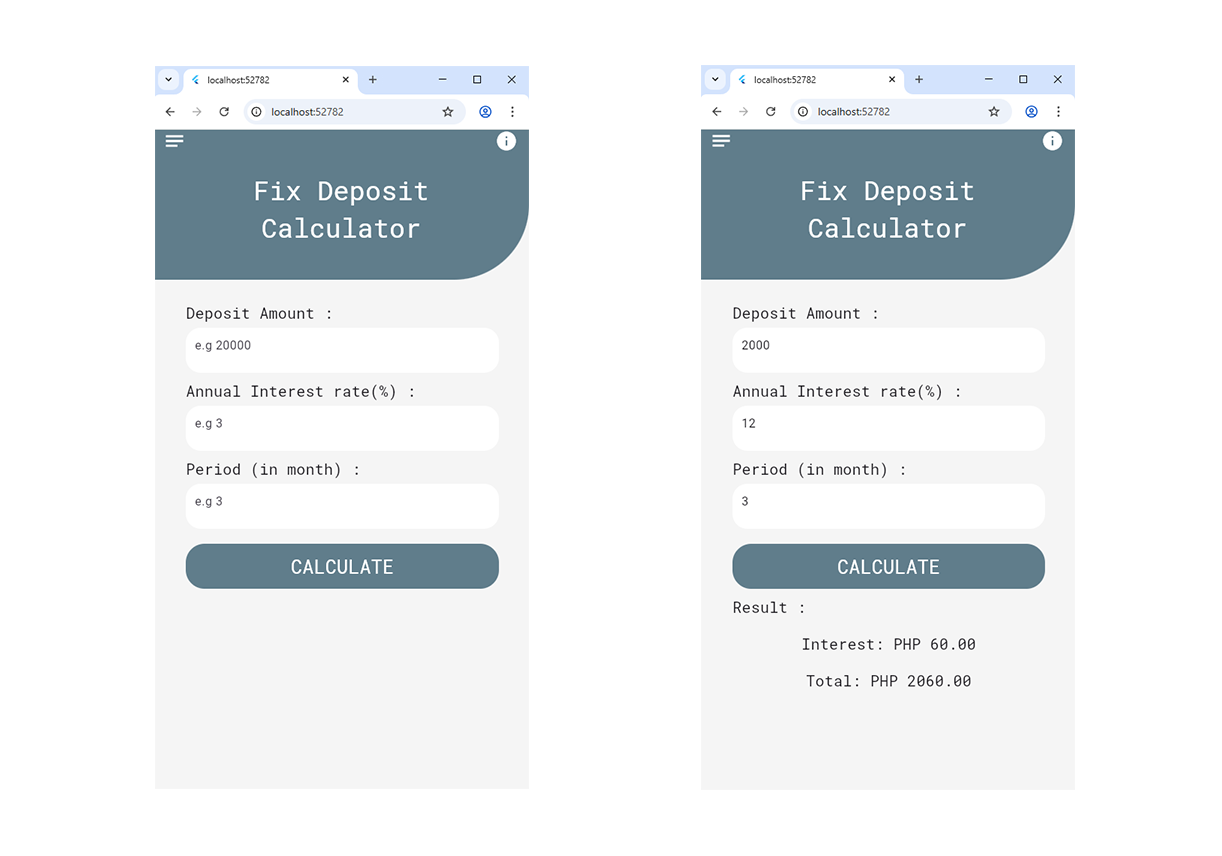 localhost:52782
localhost:52782
Fix Deposit
Calculator
Deposit Amount :
e.g 20000
Annual Interest rate(%) :
e.g 3
Period (in month) :
e.g 3
CALCULATE
localhost:52782
localhost:52782
Fix Deposit
Calculator
Deposit Amount :
2000
Annual Interest rate(%) :
12
Period (in month) :
3
CALCULATE
Result :
Interest: PHP 60.00
Total: PHP 2060.00